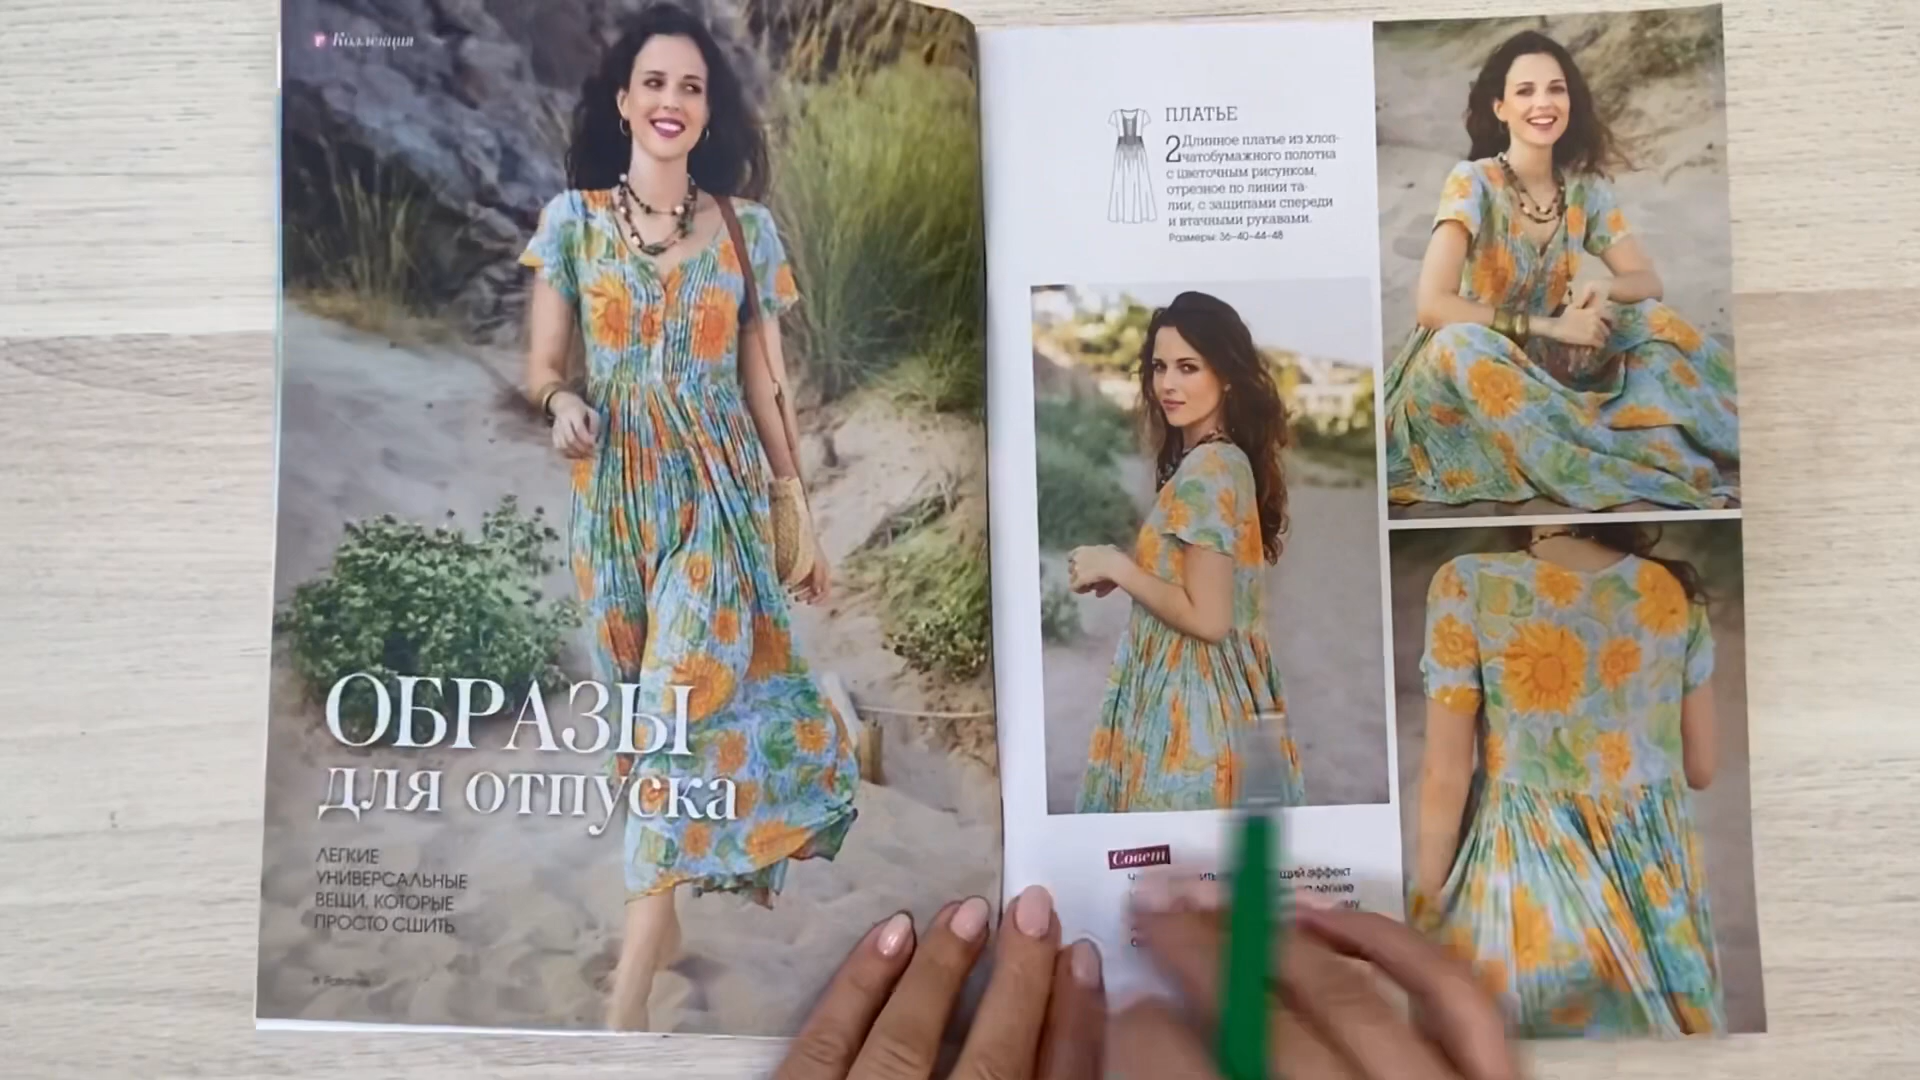 Коллекция
ОБРАЗЫ
для отпуска
ЛЕГКИЕ
УНИВЕРСАЛЬНЫЕ
ВЕЩИ, КОТОРЫЕ
ПРОСТО СШИТЬ
ПЛАТЬЕ
2 Длинное платье из хлоп-
чатобумажного полотна
с цветочным рисунком,
отрезное по линии та-
лии, с защипами спереди
и втачными рукавами.
Размеры: 36-40-44-48
Совет
эффект